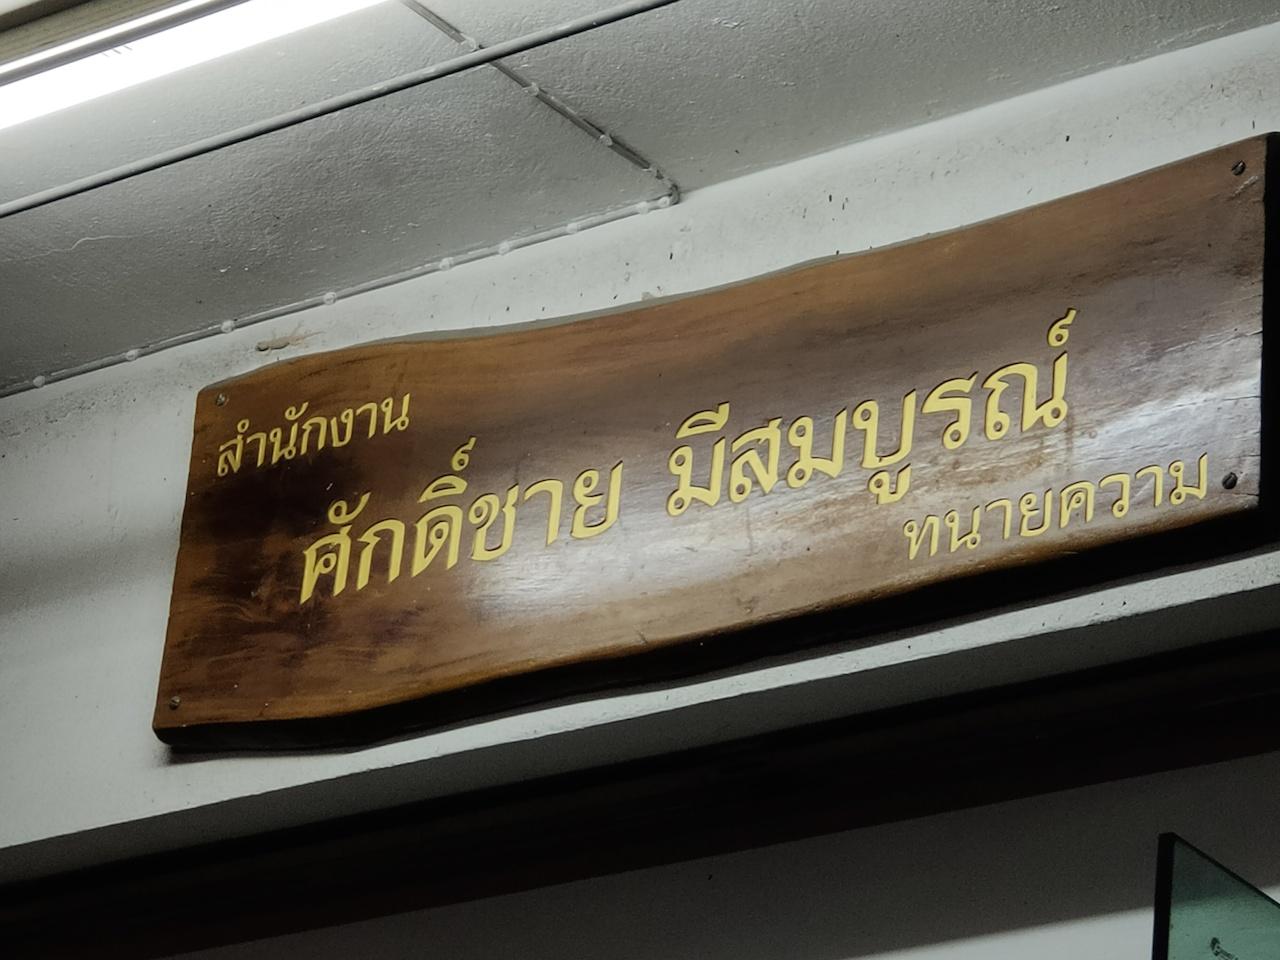 สำนักงาน
ศักดิ์ชาย มีสมบูรณ์
ทนายความ